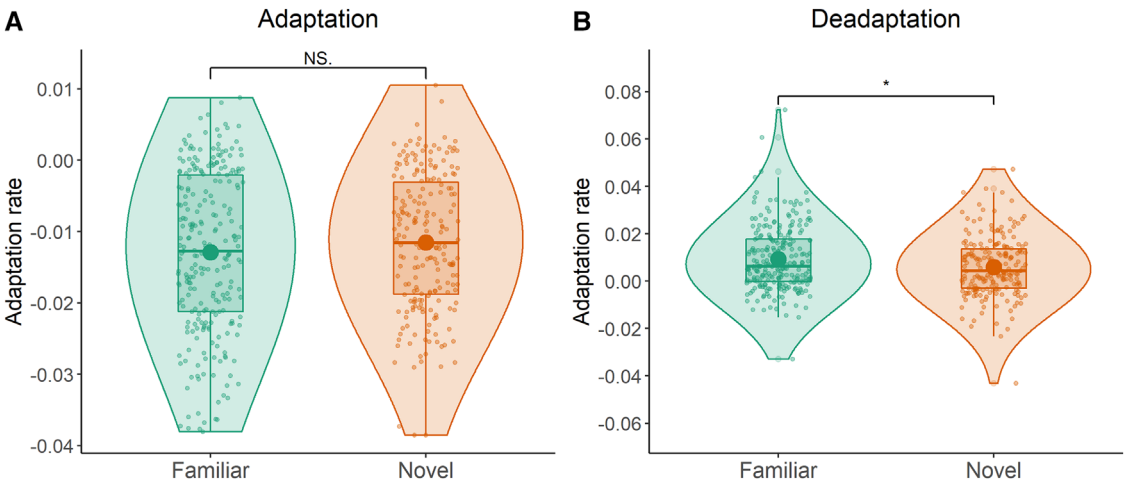 A
Adaptation
NS.
Adaptation rate
0.01
0.00
-0.01
-0.02
-0.03
-0.04
Familiar
Novel
B
Deadaptation
*
Adaptation rate
0.08
0.06
0.04
0.02
0.00
-0.02
-0.04
-0.06
Familiar
Novel